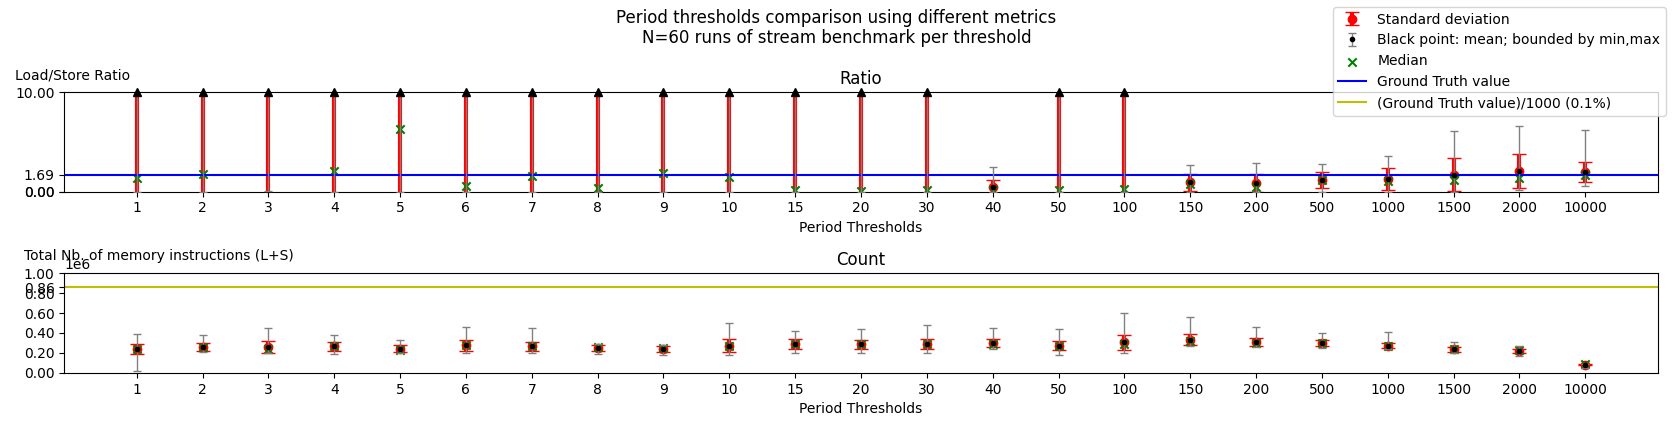 Period thresholds comparison using different metrics
N=60 runs of stream benchmark per threshold
Standard deviation
Black point: mean; bounded by min,max
Median
Ground Truth value
(Ground Truth value)/1000 (0.1%)
Load/Store Ratio
Ratio
10.00
1.69
0.00
1 2 3 4 5 6 7 8 9 10 15 20 30 40 50 100 150 200 500 1000 1500 2000 10000
Period Thresholds
Total Nb. of memory instructions (L+S)
1e6
Count
1.00
0.86
0.80
0.60
0.40
0.20
0.00
1 2 3 4 5 6 7 8 9 10 15 20 30 40 50 100 150 200 500 1000 1500 2000 10000
Period Thresholds